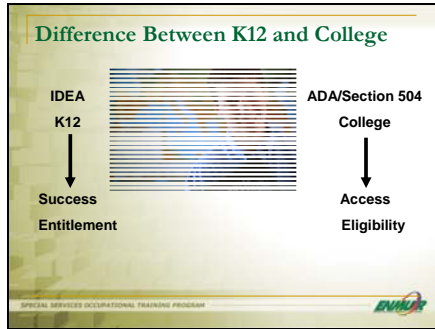 Difference Between K12 and College
IDEA
K12
Success
Entitlement
ADA/Section 504
College
Access
Eligibility
SPECIAL SERVICES OCCUPATIONAL TRAINING PROGRAM
ENMU-R